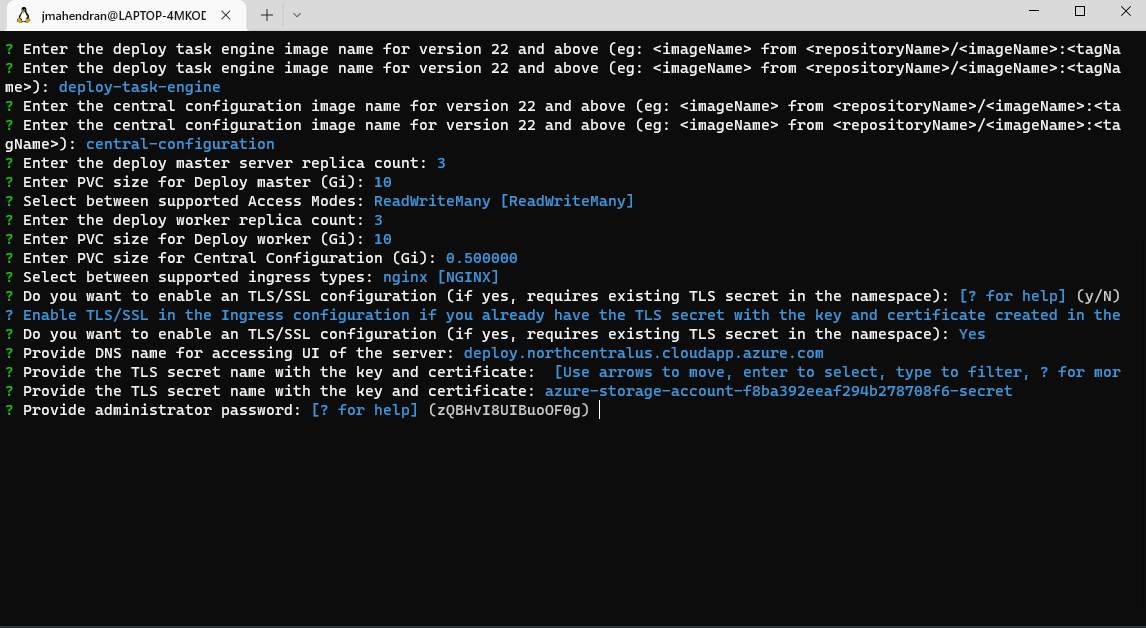 jmahendran@LAPTOP-4MKOD
? Enter the deploy task engine image name for version 22 and above (eg: <imageName> from <repositoryName>/<imageName>:<tagNa
? Enter the deploy task engine image name for version 22 and above (eg: <imageName> from <repositoryName>/<imageName>:<tagNa
me>): deploy-task-engine
? Enter the central configuration image name for version 22 and above (eg: <imageName> from <repositoryName>/<imageName>:<ta
? Enter the central configuration image name for version 22 and above (eg: <imageName> from <repositoryName>/<imageName>:<ta
gName>): central-configuration
? Enter the deploy master server replica count: 3
? Enter PVC size for Deploy master (Gi): 10
? Select between supported Access Modes: ReadWriteMany [ReadWriteMany]
? Enter the deploy worker replica count: 3
? Enter PVC size for Deploy worker (Gi): 10
? Enter PVC size for Central Configuration (Gi): 0.500000
? Select between supported ingress types: nginx [NGINX]
? Do you want to enable an TLS/SSL configuration (if yes, requires existing TLS secret in the namespace): [? for help] (y/N)
? Enable TLS/SSL in the Ingress configuration if you already have the TLS secret with the key and certificate created in the
? Do you want to enable an TLS/SSL configuration (if yes, requires existing TLS secret in the namespace): Yes
? Provide DNS name for accessing UI of the server: deploy.northcentralus.cloudapp.azure.com
? Provide the TLS secret name with the key and certificate:  [Use arrows to move, enter to select, type to filter, ? for mor
? Provide the TLS secret name with the key and certificate: azure-storage-account-f8ba392eeaf294b278708f6-secret
? Provide administrator password: [? for help] (zQBHvI8UIBuoOF0g)